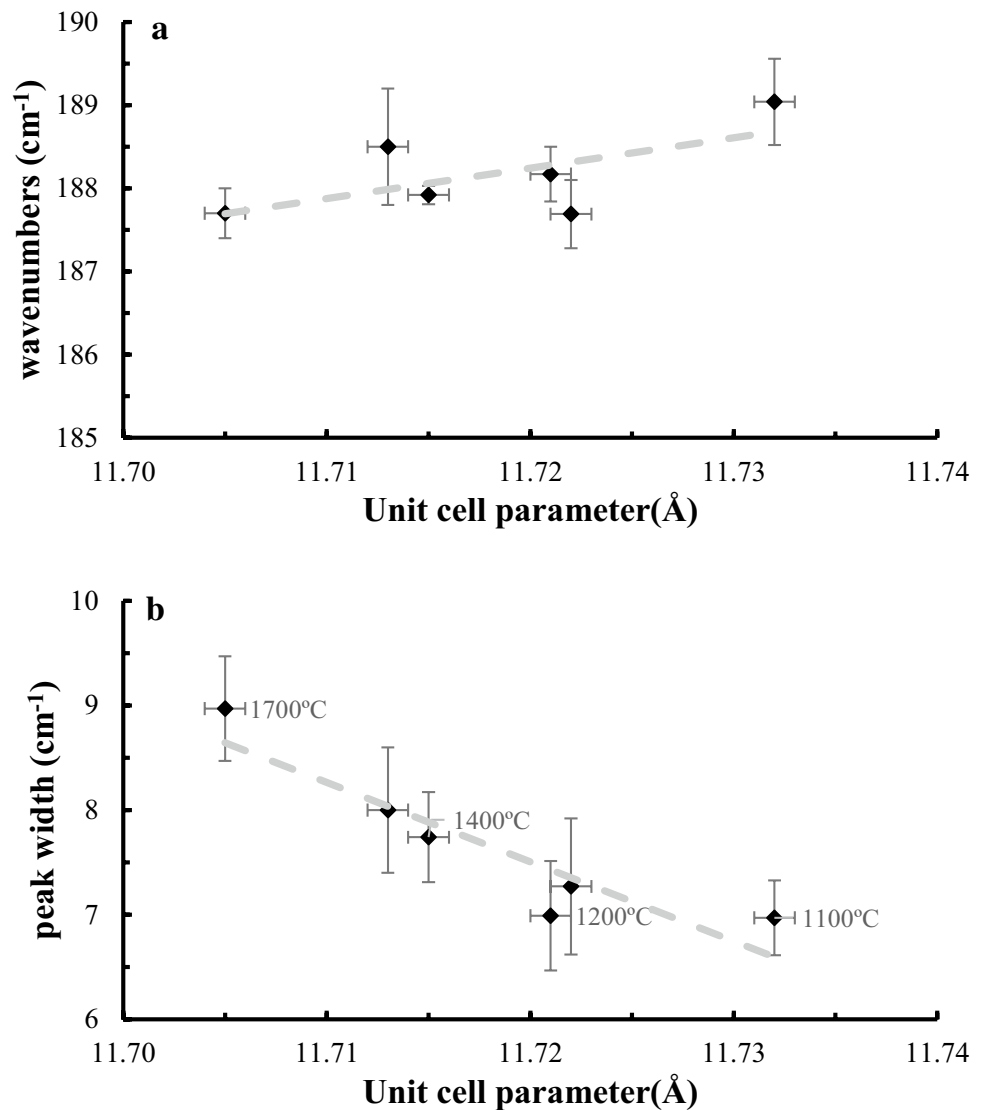 190
a
189
188
187
186
185
wavenumbers (cm⁻¹)
11.70 11.71 11.72 11.73 11.74
Unit cell parameter(Å)
10
b
9
8
7
6
peak width (cm⁻¹)
1700ºC
1400ºC
1200ºC
1100ºC
11.70 11.71 11.72 11.73 11.74
Unit cell parameter(Å)